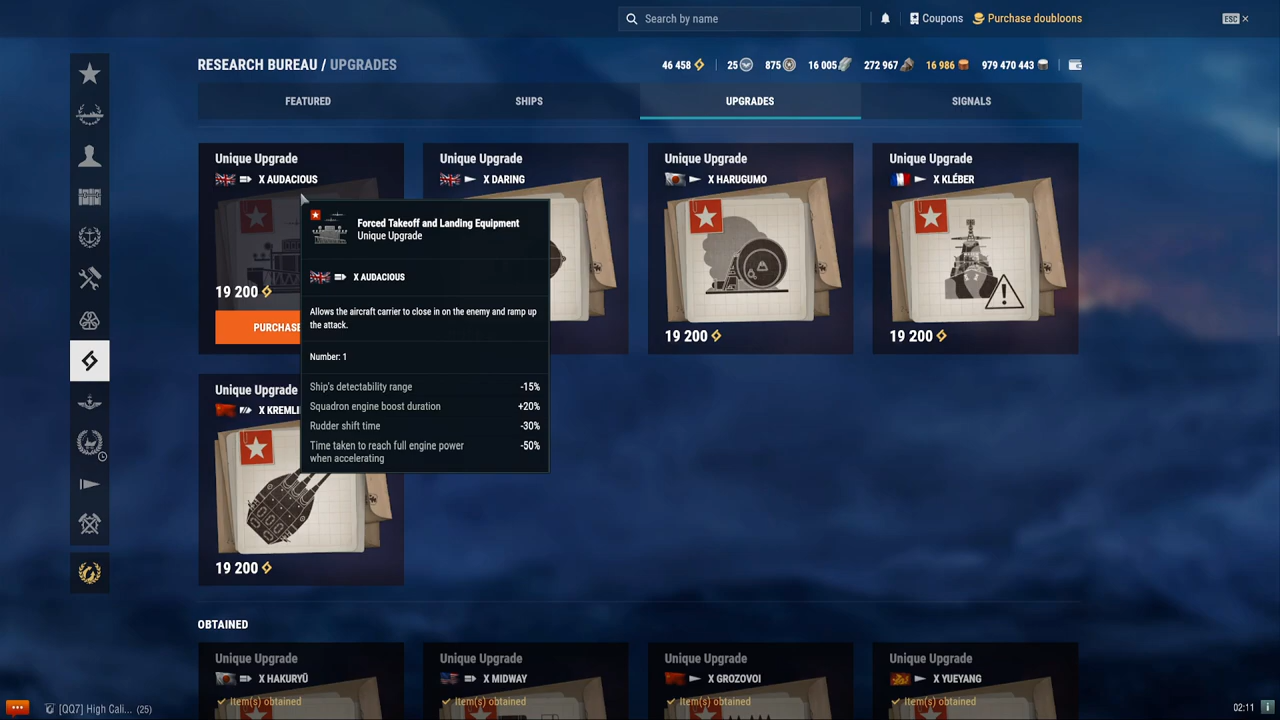 Search by name
Coupons
Purchase doubloons
ESC ×
RESEARCH BUREAU / UPGRADES
46 458
25
875
16 005
272 967
16 986
979 470 443
FEATURED
SHIPS
UPGRADES
SIGNALS
Unique Upgrade
X AUDACIOUS
19 200
PURCHASE
Unique Upgrade
X DARING
Unique Upgrade
X HARUGUMO
19 200
Unique Upgrade
X KLÉBER
19 200
Forced Takeoff and Landing Equipment
Unique Upgrade
X AUDACIOUS
Allows the aircraft carrier to close in on the enemy and ramp up
the attack.
Number: 1
Ship's detectability range -15%
Squadron engine boost duration +20%
Rudder shift time -30%
Time taken to reach full engine power -50%
when accelerating
Unique Upgrade
X KREMLI
19 200
OBTAINED
Unique Upgrade
X HAKURYŪ
Item(s) obtained
Unique Upgrade
X MIDWAY
Item(s) obtained
Unique Upgrade
X GROZOVOI
Item(s) obtained
Unique Upgrade
X YUEYANG
Item(s) obtained
[QQ7] High Cali... (25)
02:11